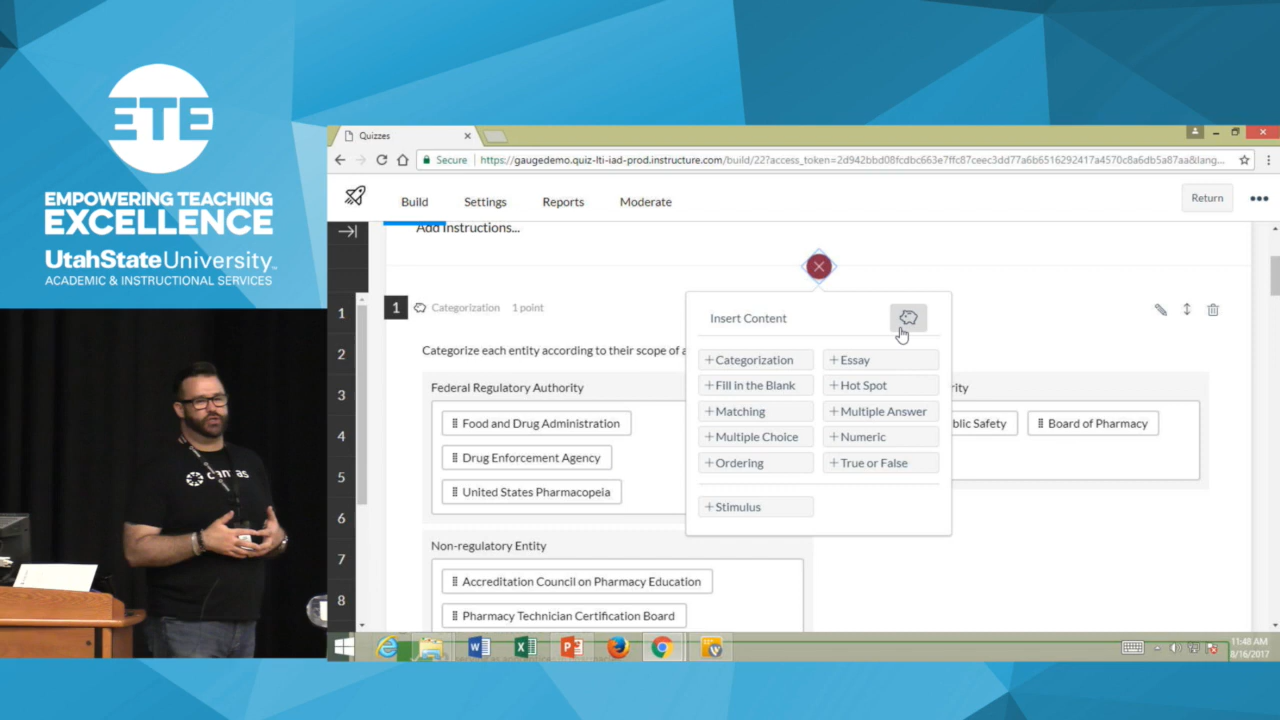 ETE
EMPOWERING TEACHING
EXCELLENCE
UtahStateUniversity
ACADEMIC & INSTRUCTIONAL SERVICES
canvas
Quizzes
Secure https://gaugedemo.quiz-lti-iad-prod.instructure.com/build/22?access_token=
Build Settings Reports Moderate Return
Add Instructions...
1 Categorization 1 point
Categorize each entity according to their scope of
Federal Regulatory Authority
Food and Drug Administration
Drug Enforcement Agency
United States Pharmacopeia
Safety Board of Pharmacy
Non-regulatory Entity
Accreditation Council on Pharmacy Education
Pharmacy Technician Certification Board
Insert Content
+ Categorization + Essay
+ Fill in the Blank + Hot Spot
+ Matching + Multiple Answer
+ Multiple Choice + Numeric
+ Ordering + True or False
+ Stimulus
1
2
3
4
5
6
7
8
11:48 AM
8/16/2017